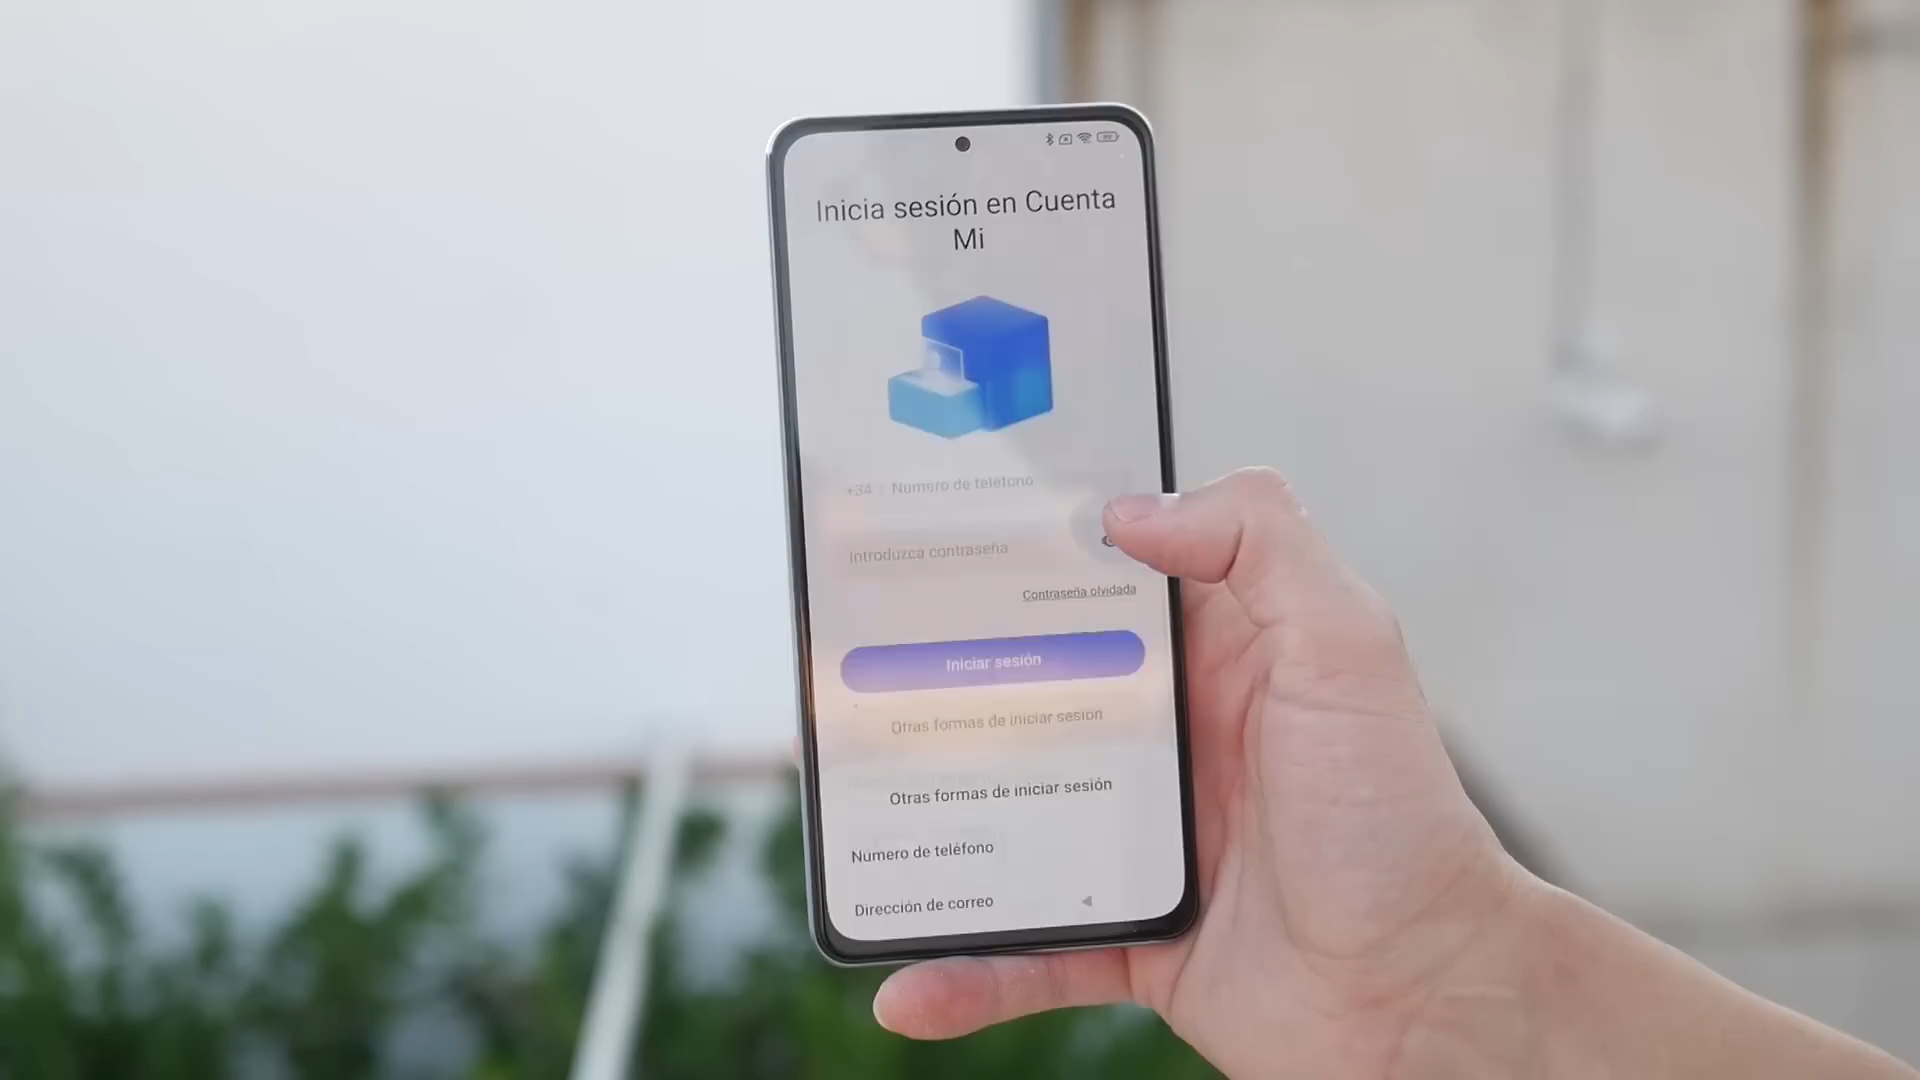 Inicia sesión en Cuenta
Mi
+34 Numero de teléfono
Introduzca contraseña
Contraseña olvidada
Iniciar sesión
Otras formas de iniciar sesión
Otras formas de iniciar sesión
Numero de teléfono
Dirección de correo